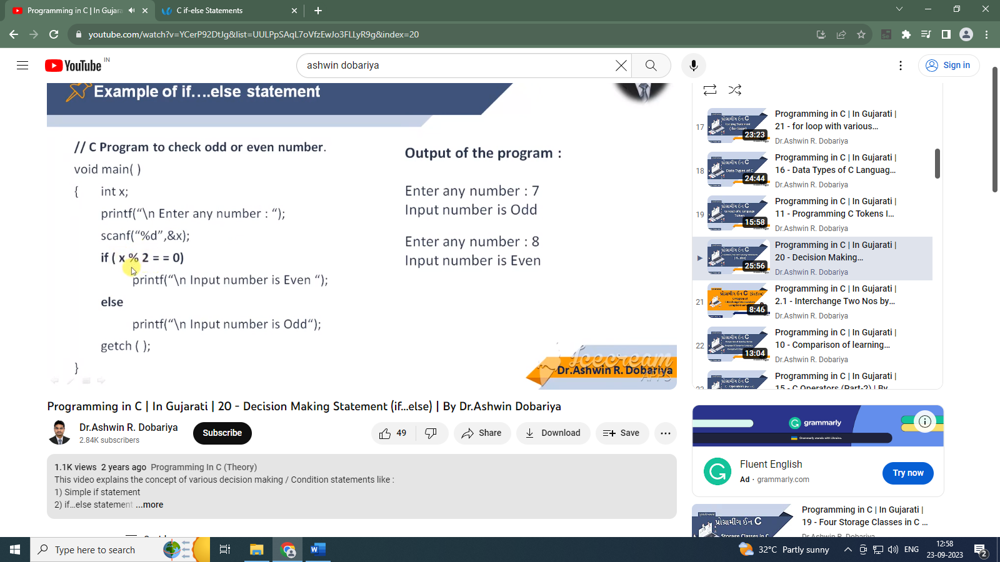 Programming in C | In Gujara
C if-else Statements
youtube.com/watch?v=YCerP92DtJg&list=UULPpSAqL7oVfzEwJo3FLLyR9g&index=20
YouTube IN
ashwin dobariya
Sign in
Example of if....else statement
// C Program to check odd or even number.
void main( )
{ int x;
printf(“\n Enter any number : “);
scanf(“%d”,&x);
if ( x % 2 = = 0)
printf(“\n Input number is Even “);
else
printf(“\n Input number is Odd“);
getch ( );
}
Output of the program :
Enter any number : 7
Input number is Odd
Enter any number : 8
Input number is Even
Icecream
APPS
Dr.Ashwin R. Dobariya
17
23:23
Programming in C | In Gujarati |
21 - for loop with various...
Dr.Ashwin R. Dobariya
18
Data Types of C
24:44
Programming in C | In Gujarati |
16 - Data Types of C Languag...
Dr.Ashwin R. Dobariya
19
15:58
Programming in C | In Gujarati |
11 - Programming C Tokens I...
Dr.Ashwin R. Dobariya
25:56
Programming in C | In Gujarati |
20 - Decision Making...
Dr.Ashwin R. Dobariya
21
8:46
Programming in C | In Gujarati |
2.1 - Interchange Two Nos by...
Dr.Ashwin R. Dobariya
22
13:04
Programming in C | In Gujarati |
10 - Comparison of learning...
Dr.Ashwin R. Dobariya
Programming in C | In Gujarati |
15 - C Operators (Part-2) | By
Programming in C | In Gujarati | 20 - Decision Making Statement (if...else) | By Dr.Ashwin Dobariya
Dr.Ashwin R. Dobariya
2.84K subscribers
Subscribe
49
Share
Download
Save
1.1K views 2 years ago Programming In C (Theory)
This video explains the concept of various decision making / Condition statements like :
1) Simple if statement
2) if...else statement ...more
grammarly
Grammarly stands with Ukraine.
Fluent English
Ad · grammarly.com
Try now
પ્રોગ્રામીંગ ઈન C
Storage Classes in C
Programming in C | In Gujarati |
19 - Four Storage Classes in C ...
Dr.Ashwin R. Dobariya
Type here to search
32°C Partly sunny
ENG
12:58
23-09-2023
2